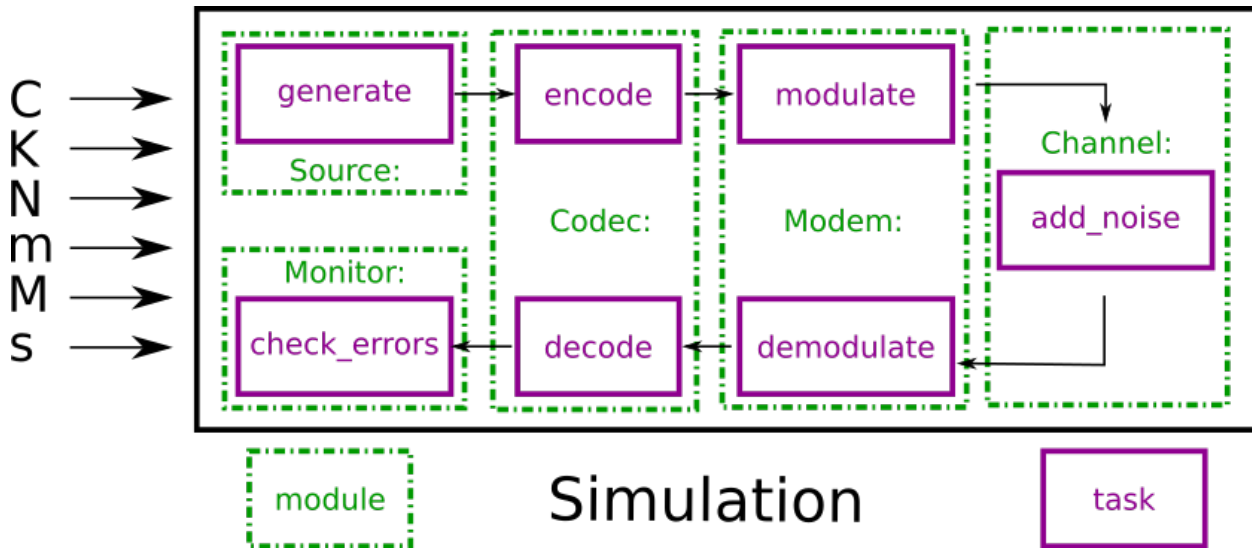 C
K
N
m
M
s
generate
Source:
encode
Codec:
decode
modulate
Modem:
demodulate
Channel:
add_noise
Monitor:
check_errors
module
Simulation
task